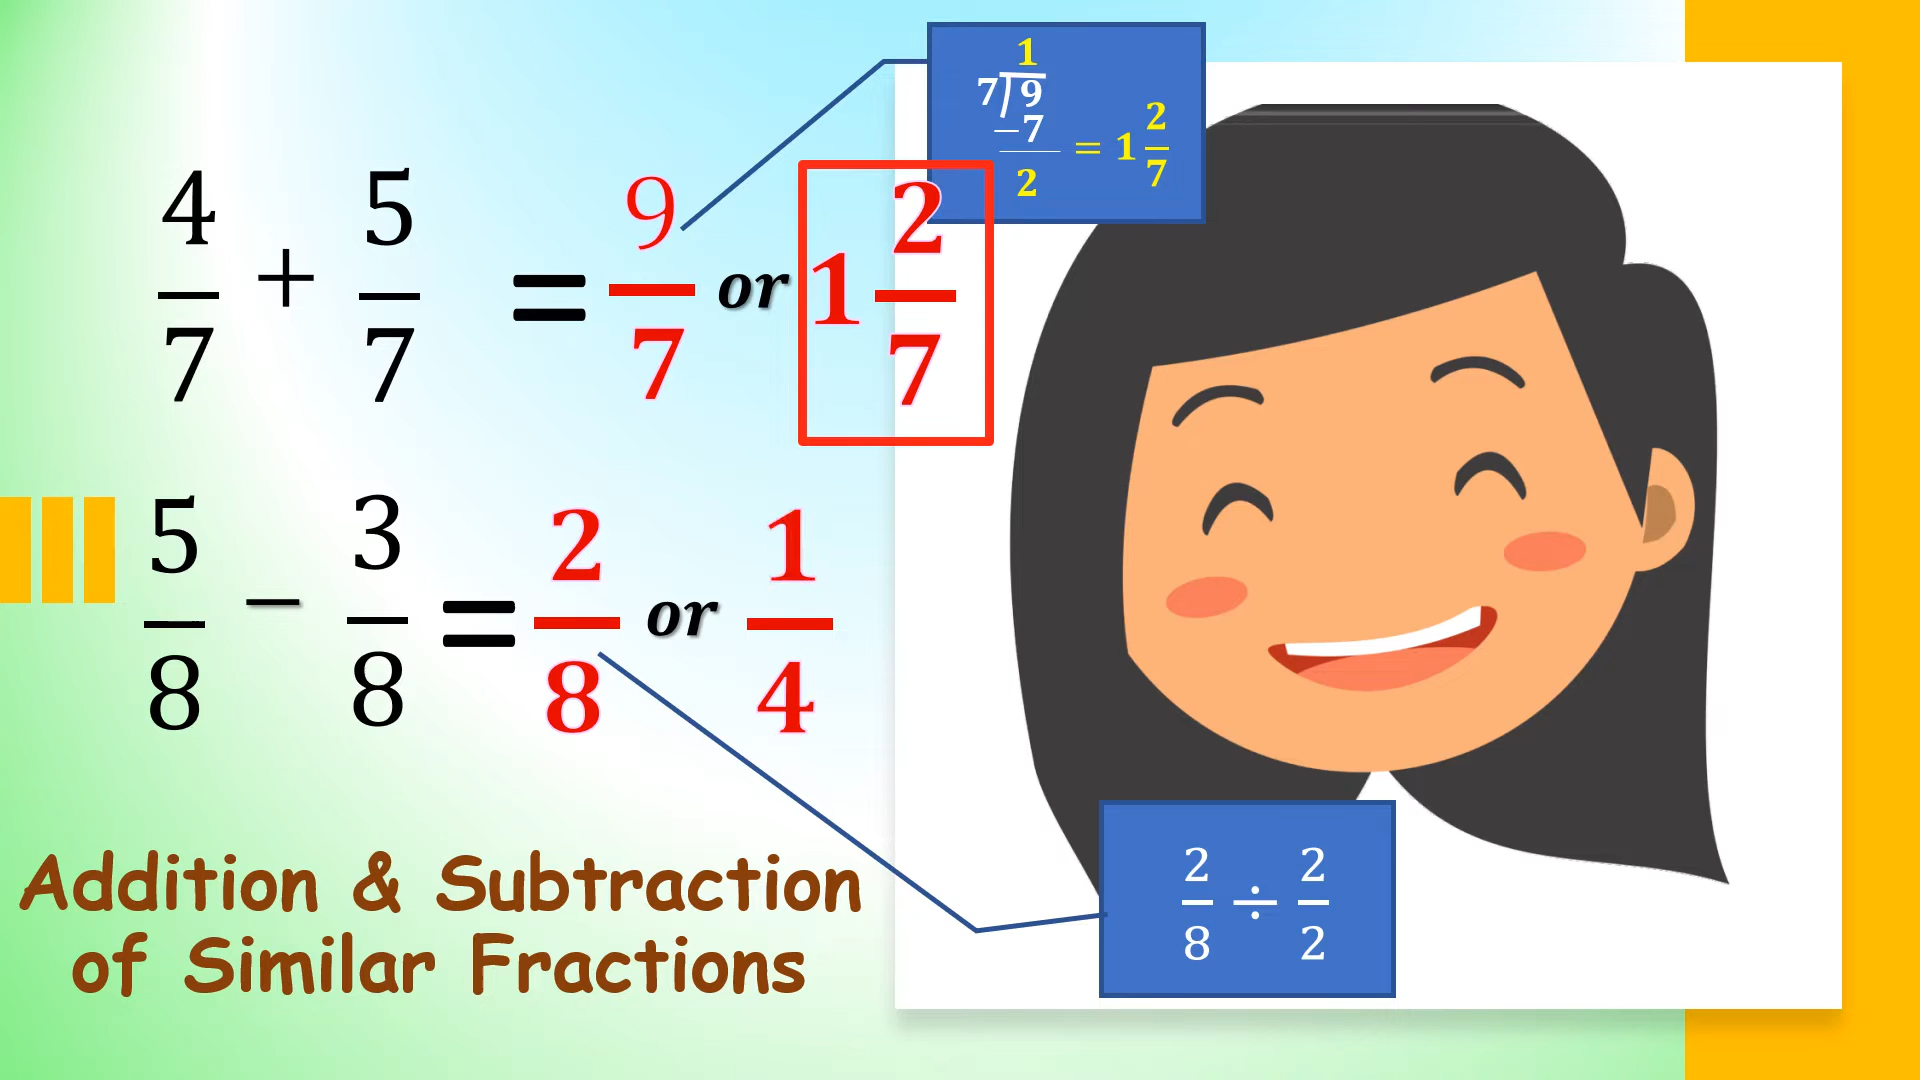 4/7 + 5/7 = 9/7 or 1 2/7
1
7) 9
−7
2
= 1 2/7
5/8 − 3/8 = 2/8 or 1/4
2/8 ÷ 2/2
Addition & Subtraction
of Similar Fractions